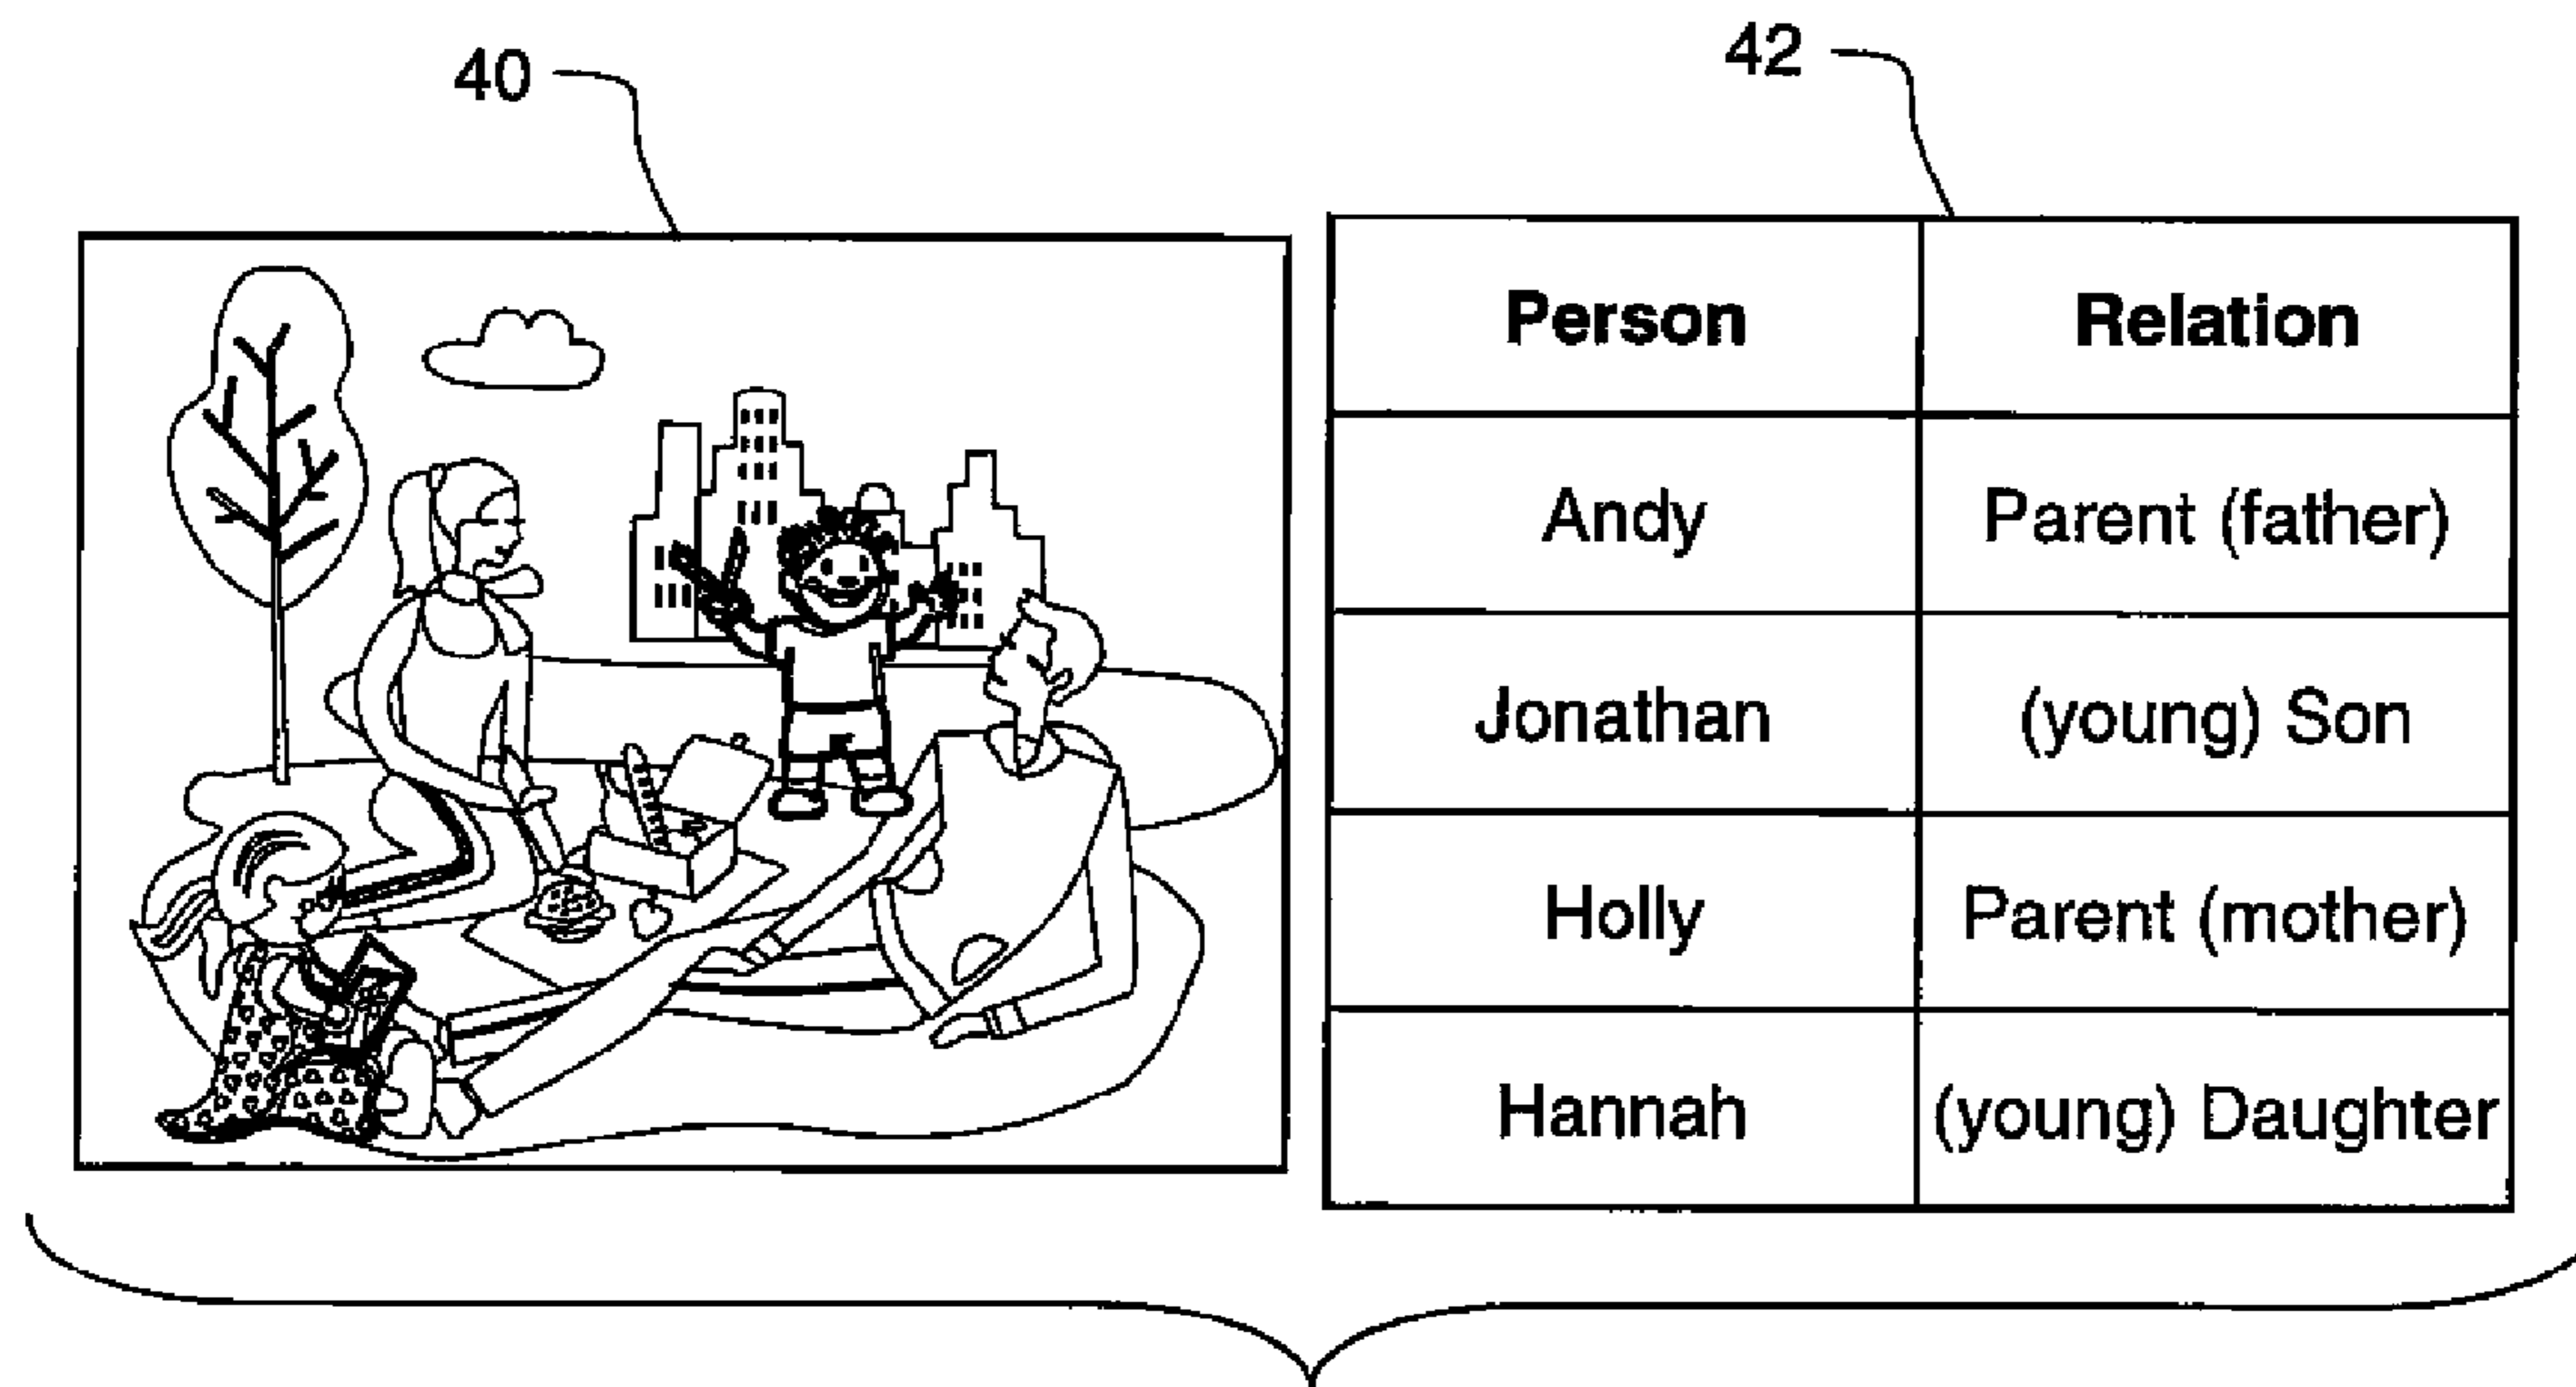 40
42
Person Relation
Andy Parent (father)
Jonathan (young) Son
Holly Parent (mother)
Hannah (young) Daughter